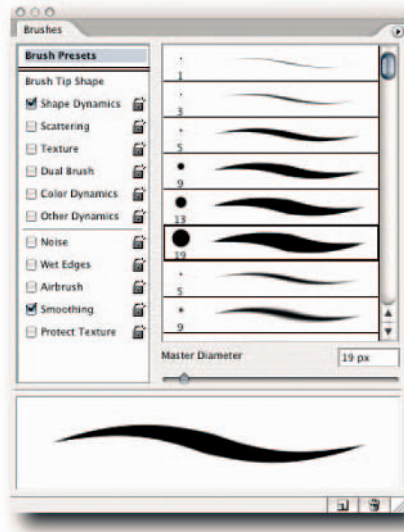 Brushes
Brush Presets
Brush Tip Shape
Shape Dynamics
Scattering
Texture
Dual Brush
Color Dynamics
Other Dynamics
Noise
Wet Edges
Airbrush
Smoothing
Protect Texture
1
3
5
9
13
19
5
9
Master Diameter
19 px